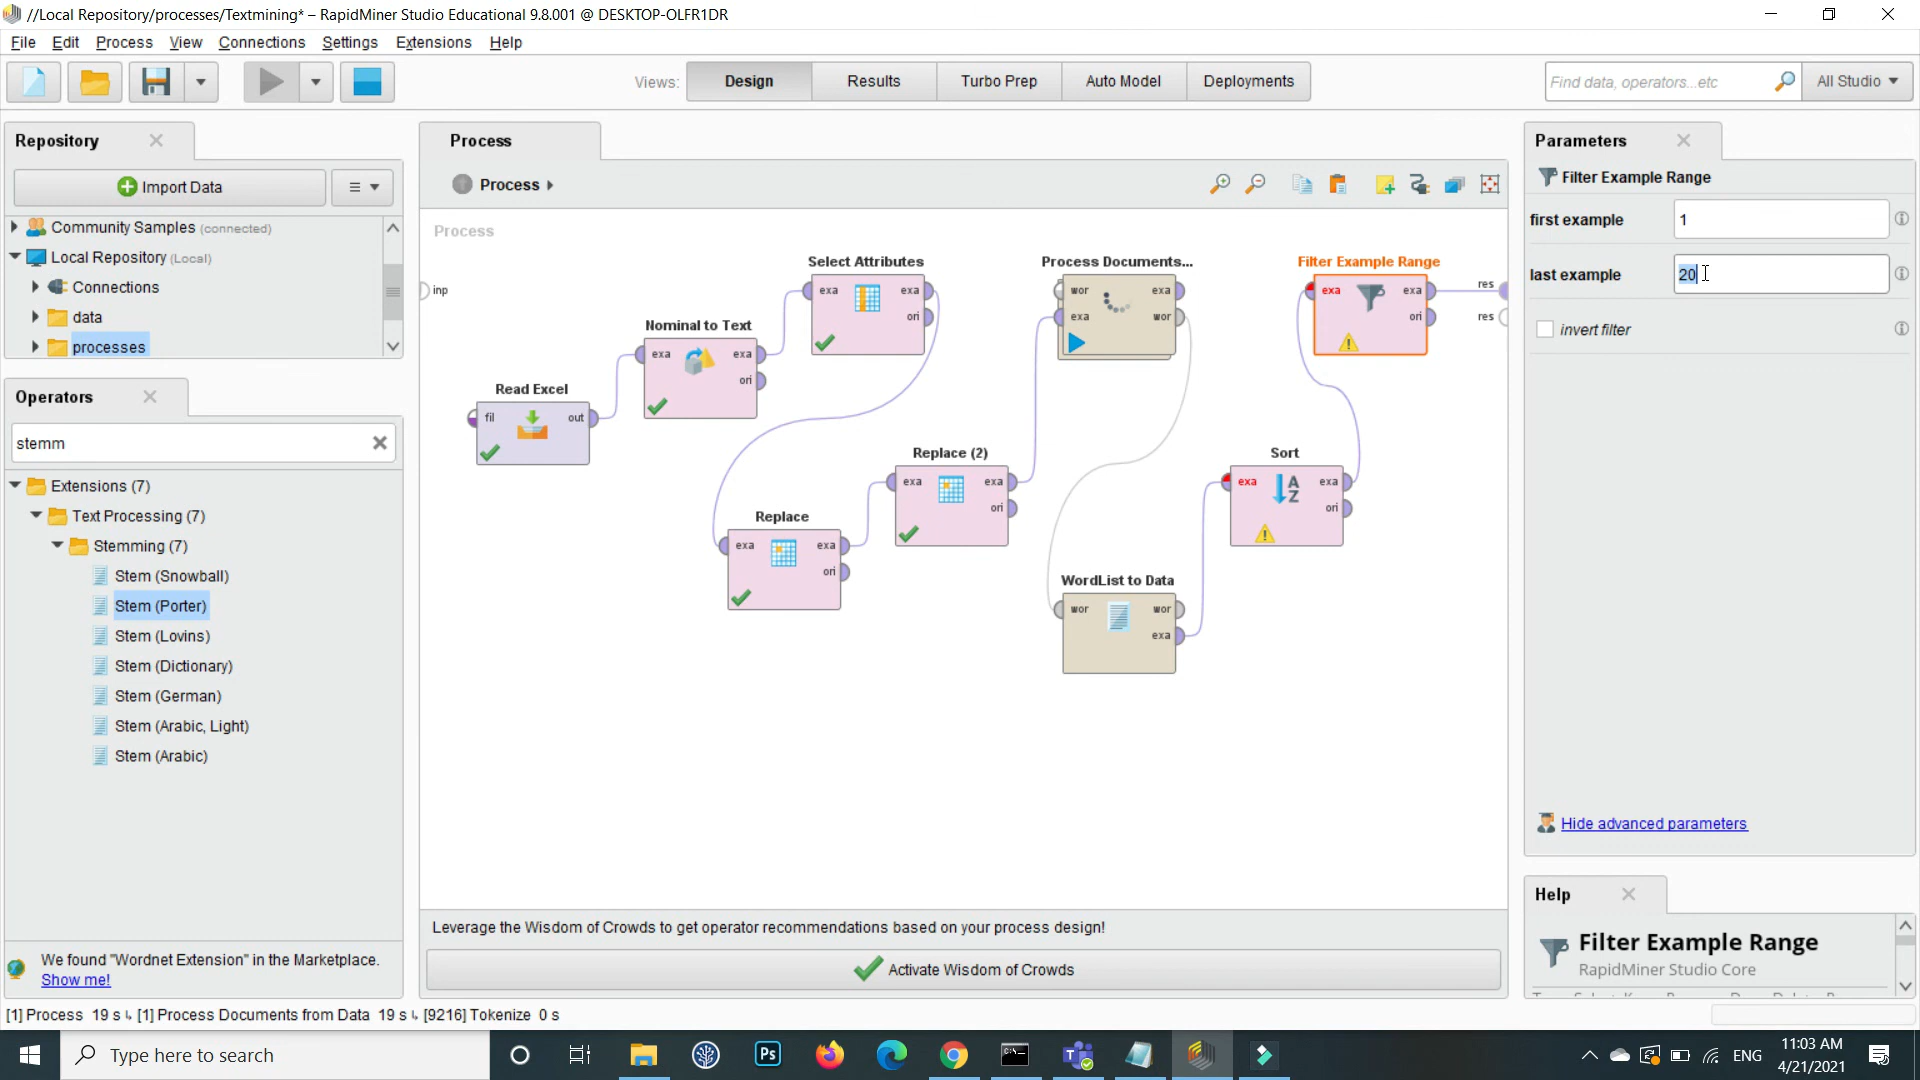 //Local Repository/processes/Textmining* – RapidMiner Studio Educational 9.8.001 @ DESKTOP-OLFR1DR
File Edit Process View Connections Settings Extensions Help
Views: Design Results Turbo Prep Auto Model Deployments
Find data, operators...etc All Studio
Repository
Import Data
Community Samples (connected)
Local Repository (Local)
Connections
data
processes
Operators
stemm
Extensions (7)
Text Processing (7)
Stemming (7)
Stem (Snowball)
Stem (Porter)
Stem (Lovins)
Stem (Dictionary)
Stem (German)
Stem (Arabic, Light)
Stem (Arabic)
We found "Wordnet Extension" in the Marketplace.
Show me!
Process
Process
Process
inp
Read Excel
fil out
Nominal to Text
exa exa
ori
Select Attributes
exa exa
ori
Replace
exa exa
ori
Replace (2)
exa exa
ori
Process Documents...
wor exa
exa wor
WordList to Data
wor wor
exa
Sort
exa exa
ori
A
Z
Filter Example Range
exa exa
ori
res
res
Leverage the Wisdom of Crowds to get operator recommendations based on your process design!
Activate Wisdom of Crowds
Parameters
Filter Example Range
first example 1
last example 20
invert filter
Hide advanced parameters
Help
Filter Example Range
RapidMiner Studio Core
[1] Process 19 s ↳ [1] Process Documents from Data 19 s ↳ [9216] Tokenize 0 s
Type here to search
Ps
ENG
11:03 AM
4/21/2021